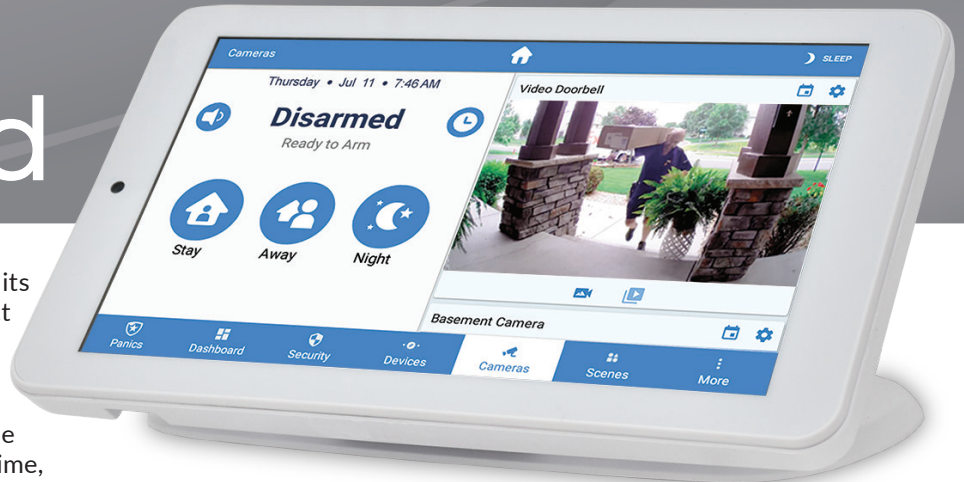 d
Cameras
SLEEP
Thursday • Jul 11 • 7:46 AM
Disarmed
Ready to Arm
Stay
Away
Night
Video Doorbell
Basement Camera
Panics
Dashboard
Security
Devices
Cameras
Scenes
More
its
t
e
ime,